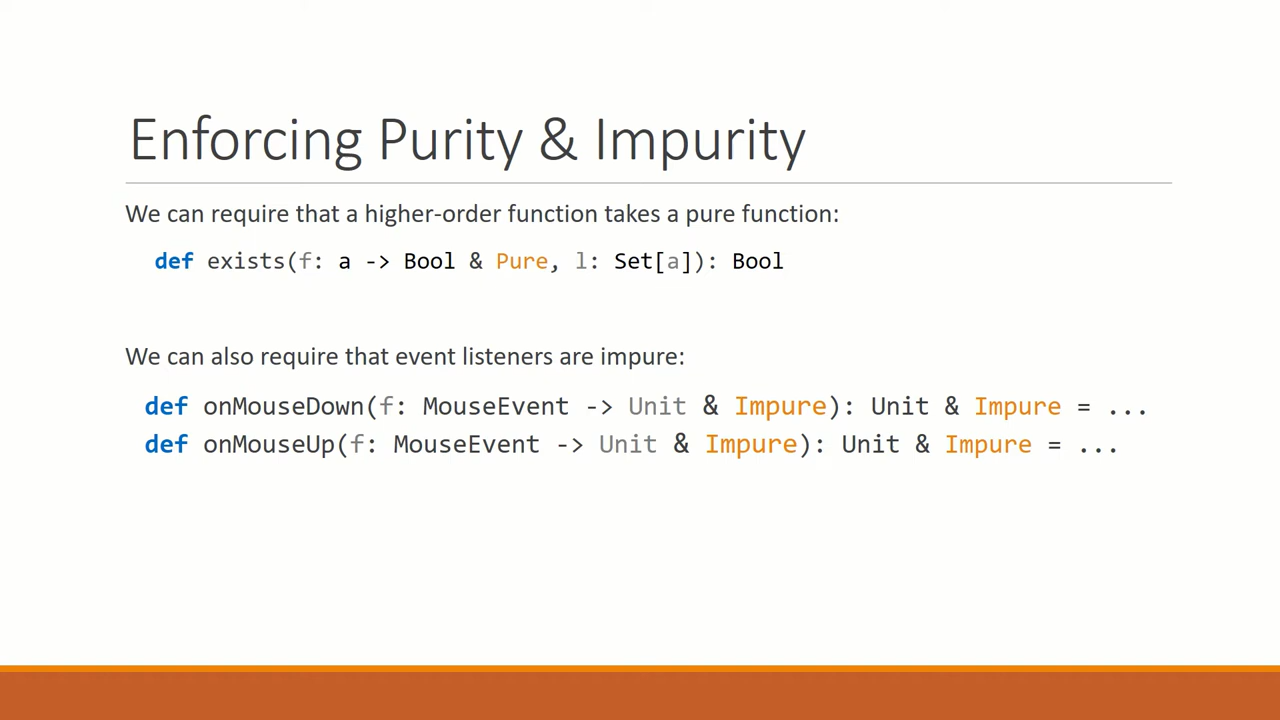 Enforcing Purity & Impurity
We can require that a higher-order function takes a pure function:
def exists(f: a -> Bool & Pure, l: Set[a]): Bool
We can also require that event listeners are impure:
def onMouseDown(f: MouseEvent -> Unit & Impure): Unit & Impure = ...
def onMouseUp(f: MouseEvent -> Unit & Impure): Unit & Impure = ...